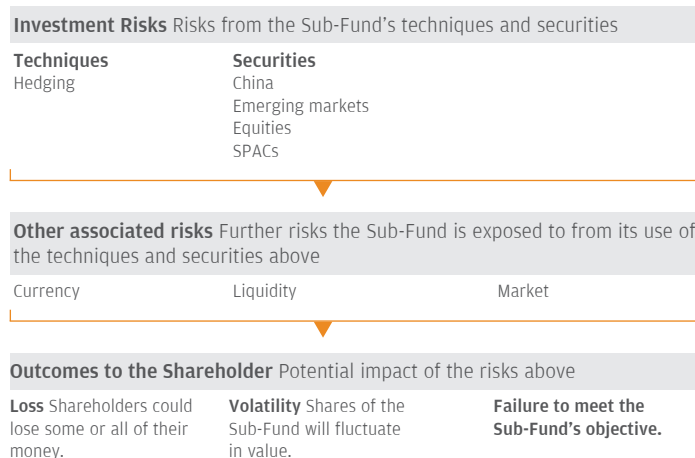 Investment Risks Risks from the Sub-Fund's techniques and securities
Techniques
Hedging
Securities
China
Emerging markets
Equities
SPACs
Other associated risks Further risks the Sub-Fund is exposed to from its use of
the techniques and securities above
Currency
Liquidity
Market
Outcomes to the Shareholder Potential impact of the risks above
Loss Shareholders could
lose some or all of their
money.
Volatility Shares of the
Sub-Fund will fluctuate
in value.
Failure to meet the
Sub-Fund's objective.